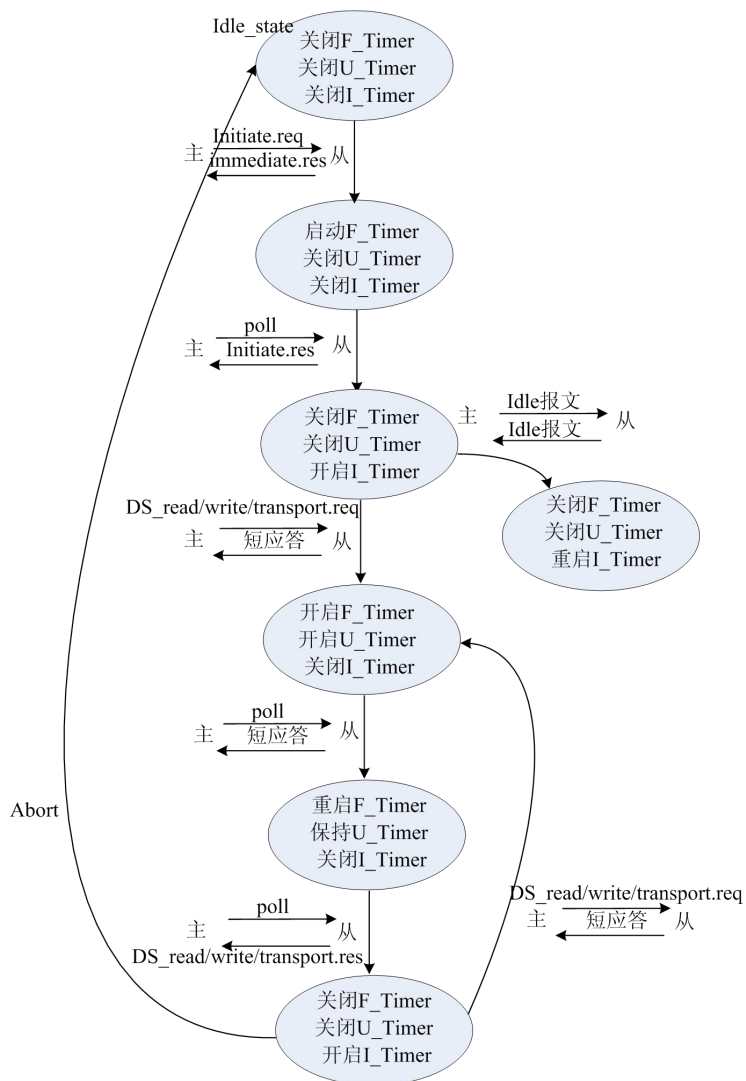 Idle_state
关闭F_Timer
关闭U_Timer
关闭I_Timer
Initiate.req
主
从
immediate.res
启动F_Timer
关闭U_Timer
关闭I_Timer
poll
主
从
Initiate.res
关闭F_Timer
关闭U_Timer
开启I_Timer
Idle报文
主
从
Idle报文
关闭F_Timer
关闭U_Timer
重启I_Timer
DS_read/write/transport.req
主
短应答
从
开启F_Timer
开启U_Timer
关闭I_Timer
poll
主
短应答
从
重启F_Timer
保持U_Timer
关闭I_Timer
Abort
DS_read/write/transport.req
主
短应答
从
poll
主
从
DS_read/write/transport.res
关闭F_Timer
关闭U_Timer
开启I_Timer